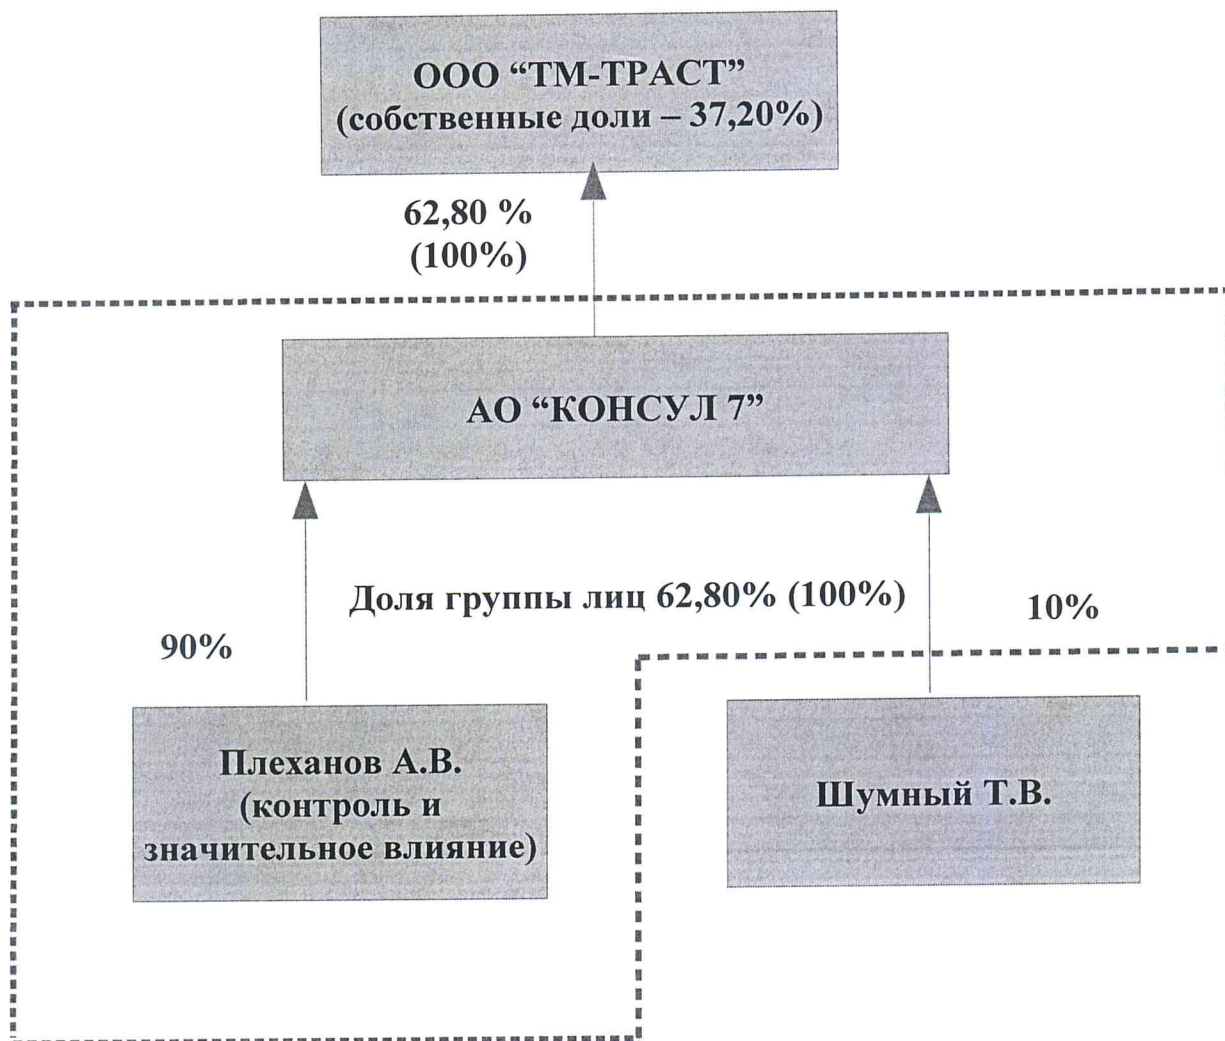 ООО “ТМ-ТРАСТ”
(собственные доли – 37,20%)
62,80 %
(100%)
АО “КОНСУЛ 7”
Доля группы лиц 62,80% (100%)
90%
10%
Плеханов А.В.
(контроль и
значительное влияние)
Шумный Т.В.